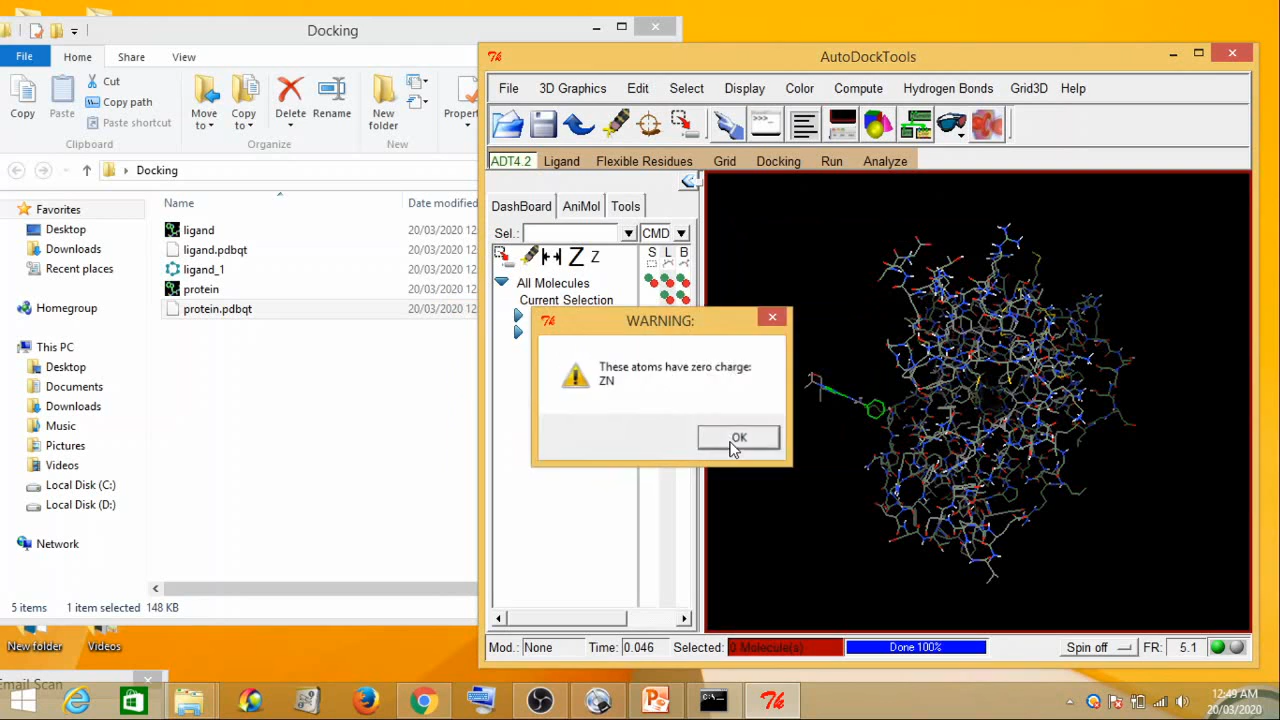 Docking
File
Home
Share
View
Copy
Paste
Cut
Copy path
Paste shortcut
Clipboard
Move to
Copy to
Delete
Rename
Organize
New folder
New
Docking
Name
Date modified
Favorites
Desktop
Downloads
Recent places
Homegroup
This PC
Desktop
Documents
Downloads
Music
Pictures
Videos
Local Disk (C:)
Local Disk (D:)
Network
ligand 20/03/2020 12
ligand.pdbqt 20/03/2020 12
ligand_1 20/03/2020 12
protein 20/03/2020 12
protein.pdbqt 20/03/2020 12
5 items 1 item selected 148 KB
New folder
Videos
Email Scan
AutoDockTools
File 3D Graphics Edit Select Display Color Compute Hydrogen Bonds Grid3D Help
ADT4.2 Ligand Flexible Residues Grid Docking Run Analyze
DashBoard AniMol Tools
Sel.: CMD
Z Z S L B
All Molecules
Current Selection
WARNING:
These atoms have zero charge:
ZN
OK
Mod.: None Time: 0.046 Selected: 0 Molecule(s) Done 100% Spin off FR: 5.1
12:49 AM
20/03/2020